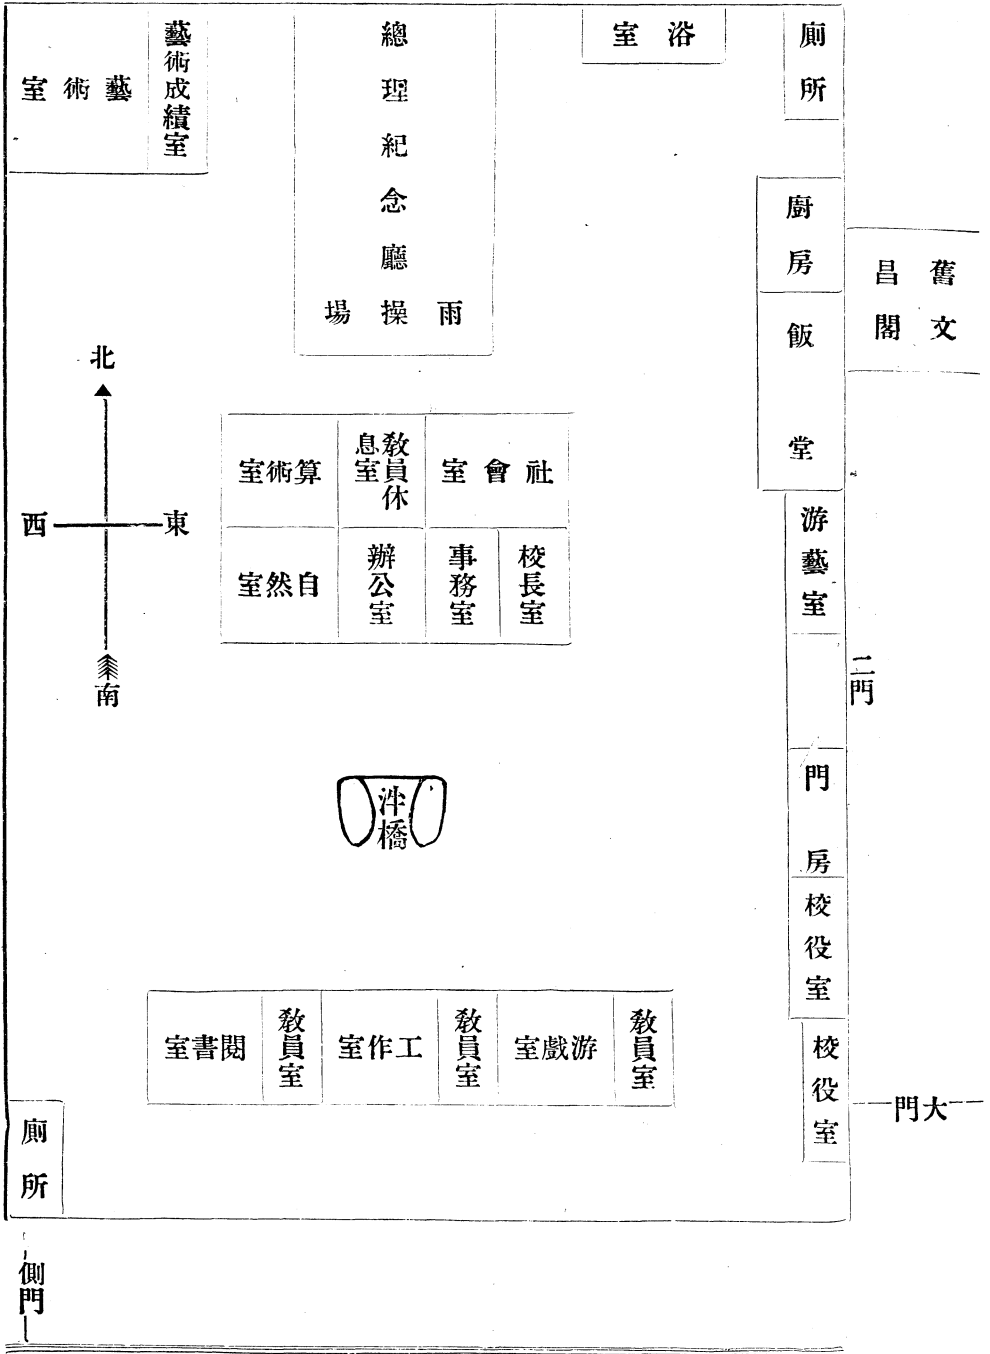 浴室
廁所
藝術成績室
藝術室
總理紀念廳
雨操場
廚房
飯堂
舊文昌閣
北
西
東
南
社會室
教員休息室
算術室
校長室
事務室
辦公室
自然室
游藝室
二門
門房
泮橋
校役室
教員室
游戲室
教員室
工作室
教員室
閱書室
校役室
大門
廁所
側門